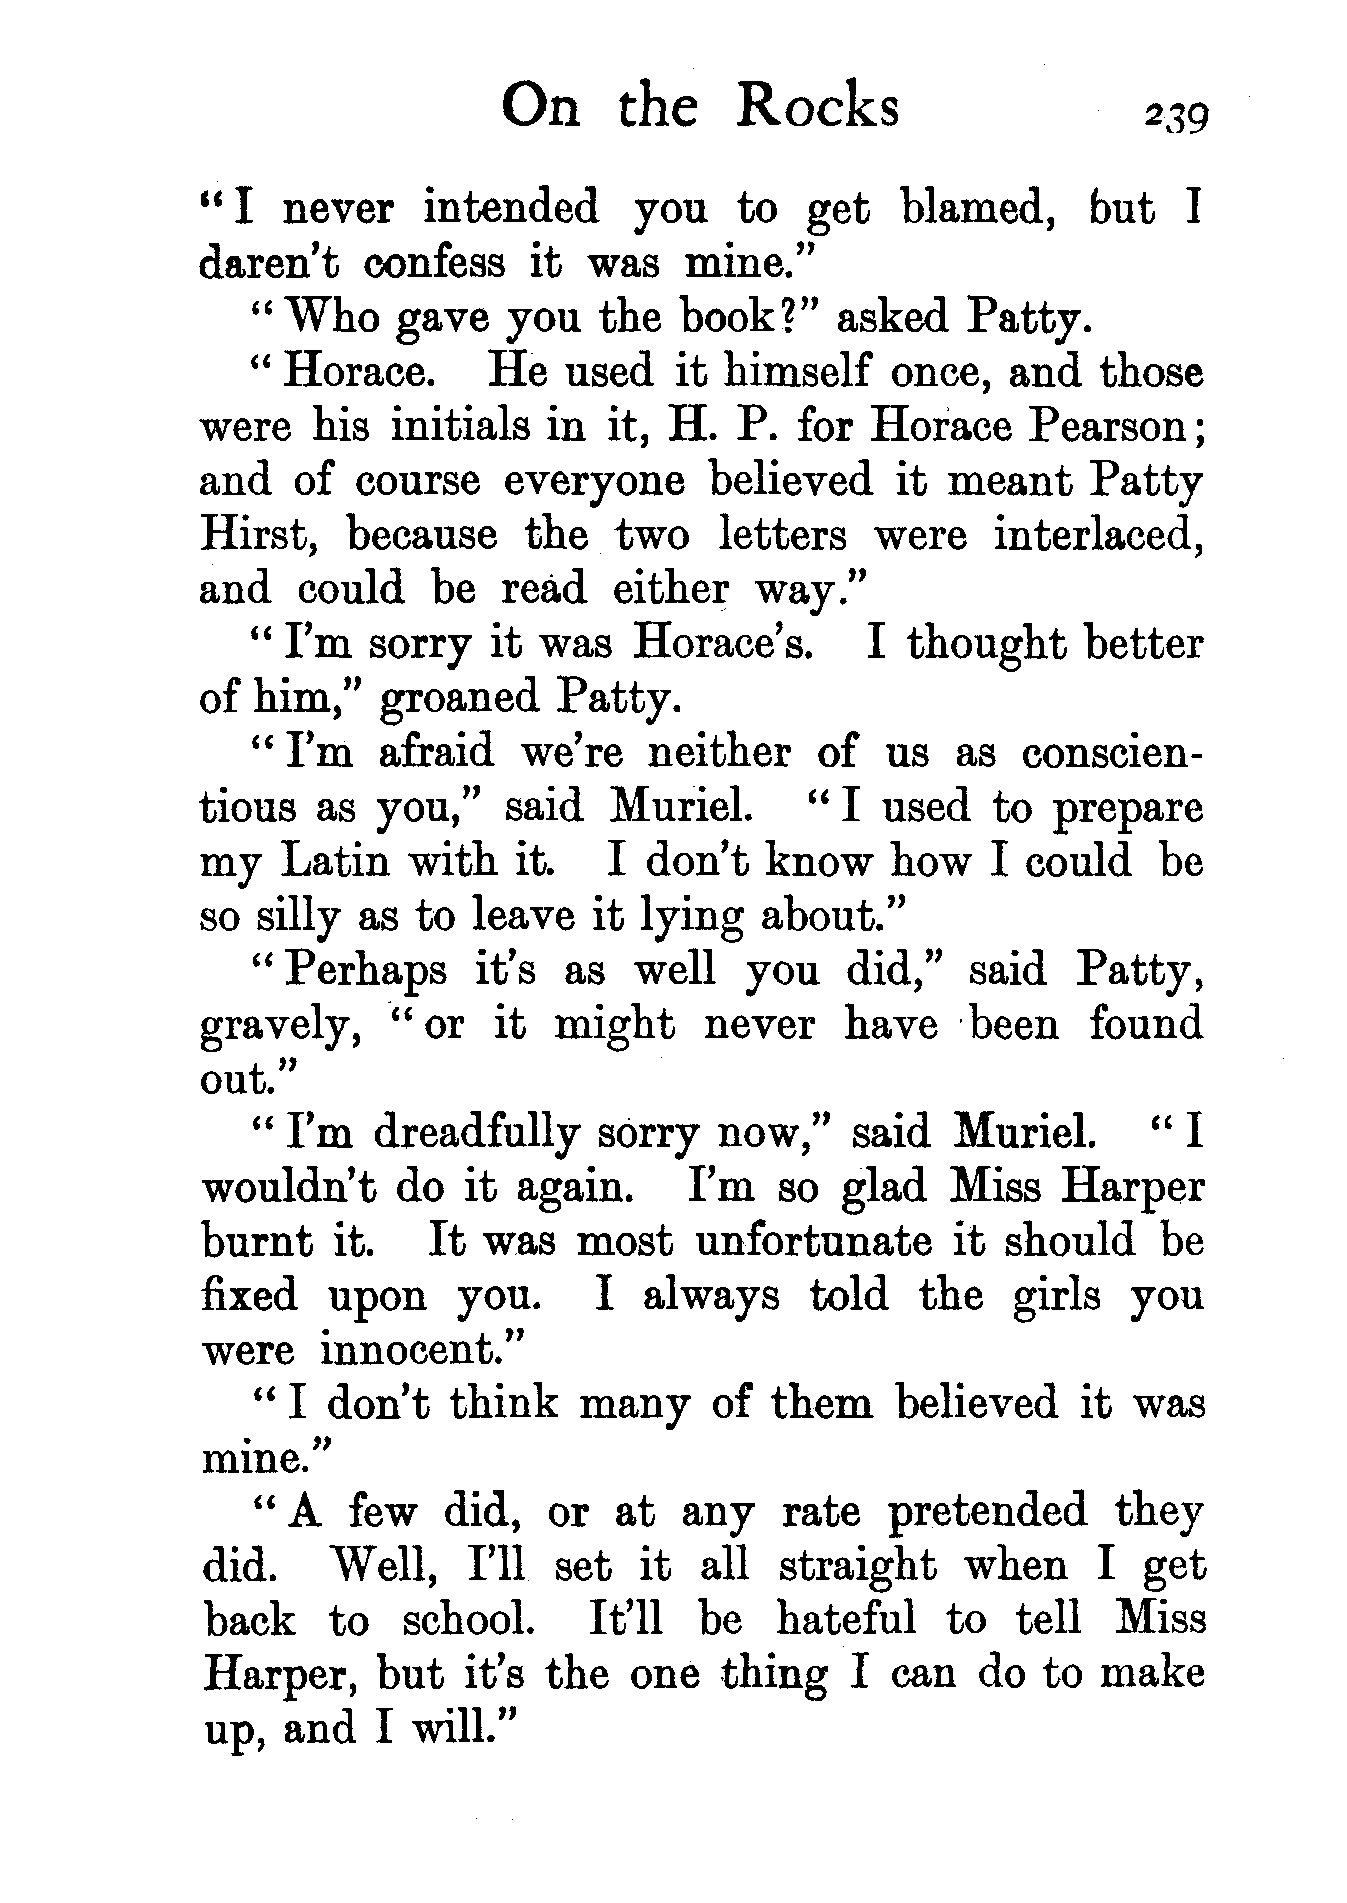 On the Rocks 239
“I never intended you to get blamed, but I
daren't confess it was mine.”
“Who gave you the book?” asked Patty.
“Horace. He used it himself once, and those
were his initials in it, H. P. for Horace Pearson;
and of course everyone believed it meant Patty
Hirst, because the two letters were interlaced,
and could be read either way.”
“I'm sorry it was Horace's. I thought better
of him,” groaned Patty.
“I'm afraid we're neither of us as conscien-
tious as you,” said Muriel. “I used to prepare
my Latin with it. I don't know how I could be
so silly as to leave it lying about.”
“Perhaps it's as well you did,” said Patty,
gravely, “or it might never have been found
out.”
“I'm dreadfully sorry now,” said Muriel. “I
wouldn't do it again. I'm so glad Miss Harper
burnt it. It was most unfortunate it should be
fixed upon you. I always told the girls you
were innocent.”
“I don't think many of them believed it was
mine.”
“A few did, or at any rate pretended they
did. Well, I'll set it all straight when I get
back to school. It'll be hateful to tell Miss
Harper, but it's the one thing I can do to make
up, and I will.”